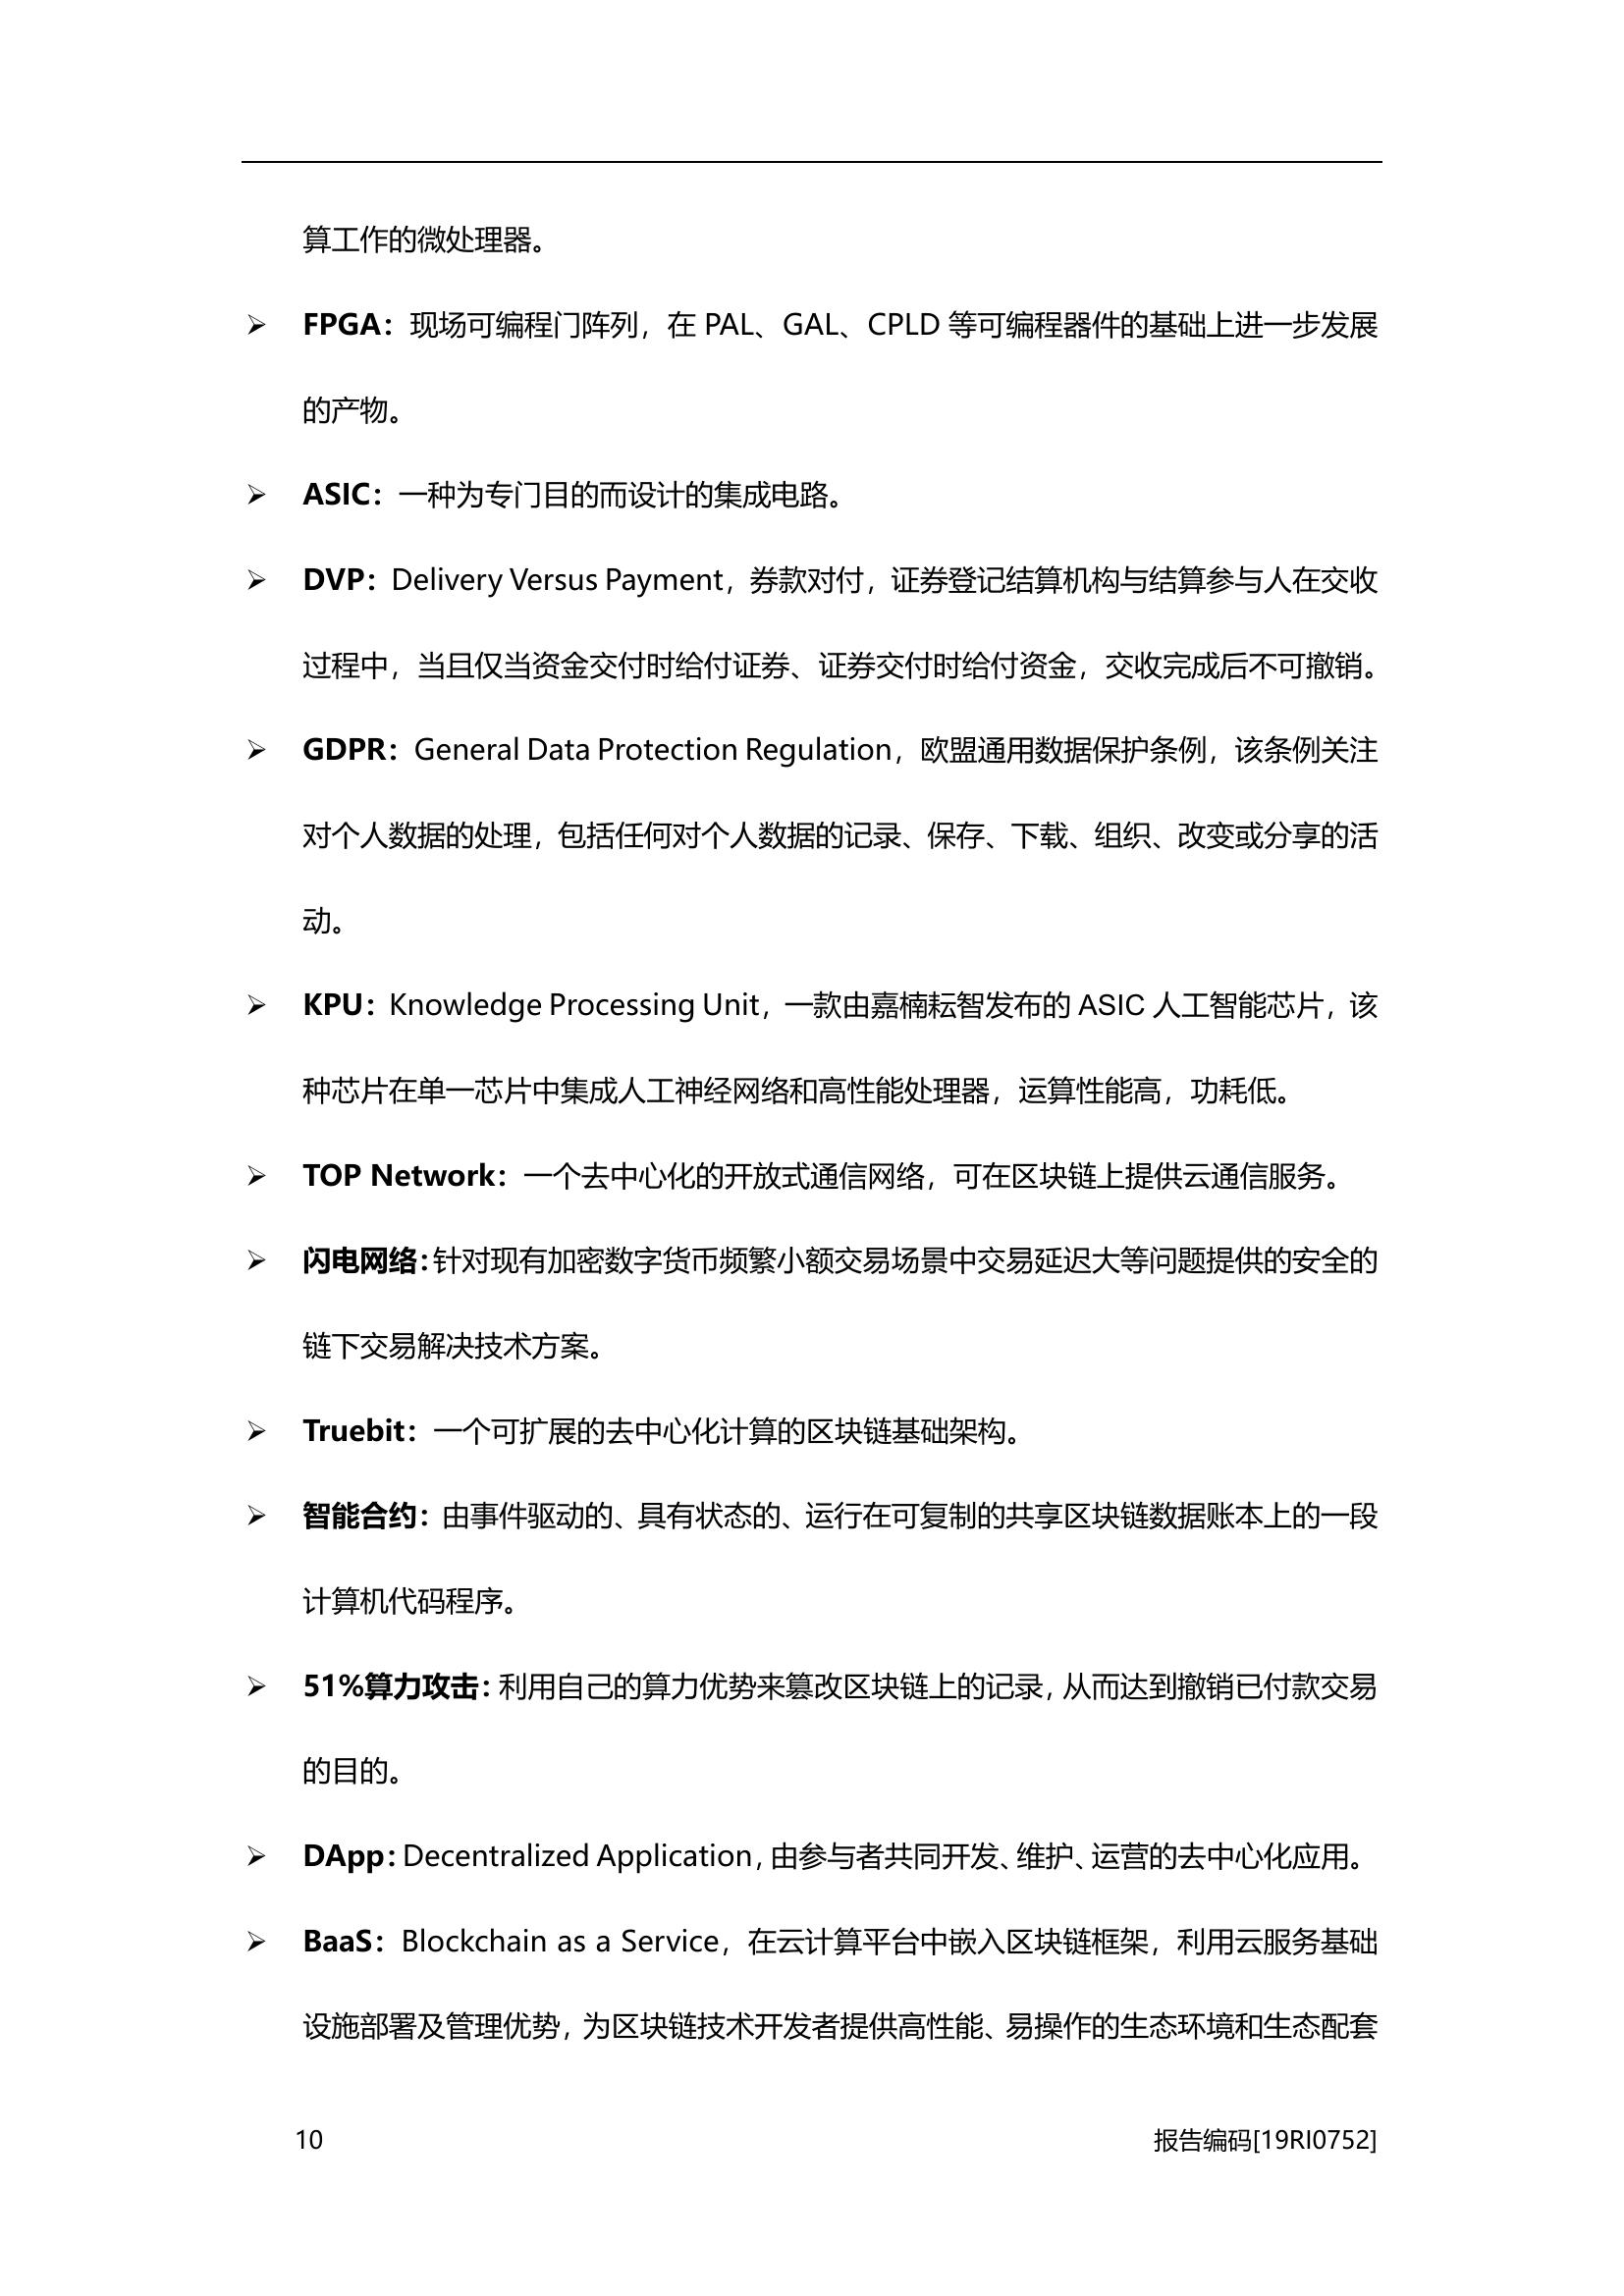 算工作的微处理器。
➢ FPGA：现场可编程门阵列，在 PAL、GAL、CPLD 等可编程器件的基础上进一步发展
的产物。
➢ ASIC：一种为专门目的而设计的集成电路。
➢ DVP：Delivery Versus Payment，券款对付，证券登记结算机构与结算参与人在交收
过程中，当且仅当资金交付时给付证券、证券交付时给付资金，交收完成后不可撤销。
➢ GDPR：General Data Protection Regulation，欧盟通用数据保护条例，该条例关注
对个人数据的处理，包括任何对个人数据的记录、保存、下载、组织、改变或分享的活
动。
➢ KPU：Knowledge Processing Unit，一款由嘉楠耘智发布的 ASIC 人工智能芯片，该
种芯片在单一芯片中集成人工神经网络和高性能处理器，运算性能高，功耗低。
➢ TOP Network：一个去中心化的开放式通信网络，可在区块链上提供云通信服务。
➢ 闪电网络：针对现有加密数字货币频繁小额交易场景中交易延迟大等问题提供的安全的
链下交易解决技术方案。
➢ Truebit：一个可扩展的去中心化计算的区块链基础架构。
➢ 智能合约：由事件驱动的、具有状态的、运行在可复制的共享区块链数据账本上的一段
计算机代码程序。
➢ 51%算力攻击：利用自己的算力优势来篡改区块链上的记录，从而达到撤销已付款交易
的目的。
➢ DApp：Decentralized Application，由参与者共同开发、维护、运营的去中心化应用。
➢ BaaS：Blockchain as a Service，在云计算平台中嵌入区块链框架，利用云服务基础
设施部署及管理优势，为区块链技术开发者提供高性能、易操作的生态环境和生态配套
10 报告编码[19RI0752]